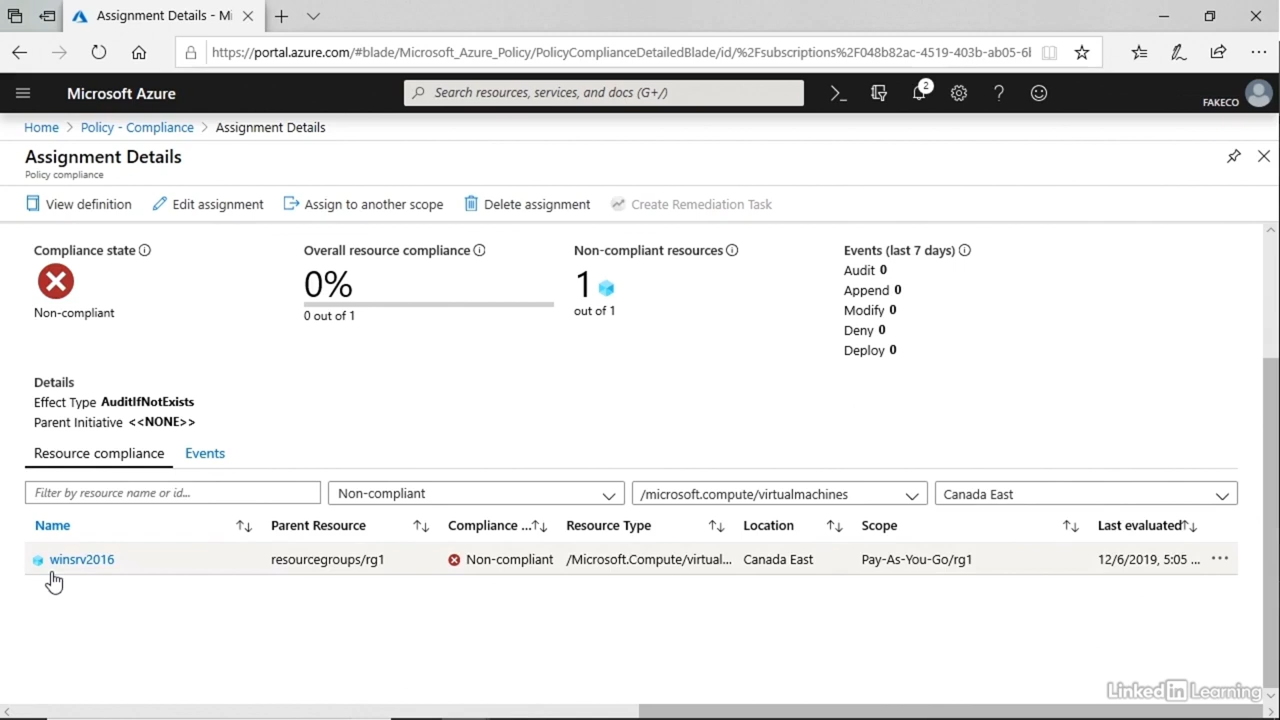 Assignment Details - Mi
https://portal.azure.com/#blade/Microsoft_Azure_Policy/PolicyComplianceDetailedBlade/id/%2Fsubscriptions%2F048b82ac-4519-403b-ab05-6b
Microsoft Azure
Search resources, services, and docs (G+/)
2
FAKECO
Home > Policy - Compliance > Assignment Details
Assignment Details
Policy compliance
View definition Edit assignment Assign to another scope Delete assignment Create Remediation Task
Compliance state Overall resource compliance Non-compliant resources Events (last 7 days)
Audit 0
0% 1
Append 0
Non-compliant 0 out of 1 out of 1 Modify 0
Deny 0
Deploy 0
Details
Effect Type AuditIfNotExists
Parent Initiative <<NONE>>
Resource compliance Events
Filter by resource name or id... Non-compliant /microsoft.compute/virtualmachines Canada East
Name Parent Resource Compliance ... Resource Type Location Scope Last evaluated
winsrv2016 resourcegroups/rg1 Non-compliant /Microsoft.Compute/virtual... Canada East Pay-As-You-Go/rg1 12/6/2019, 5:05 ... ...
LinkedIn Learning